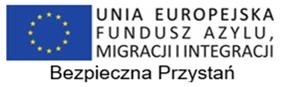 UNIA EUROPEJSKA
FUNDUSZ AZYLU,
MIGRACJI I INTEGRACJI
Bezpieczna Przystań